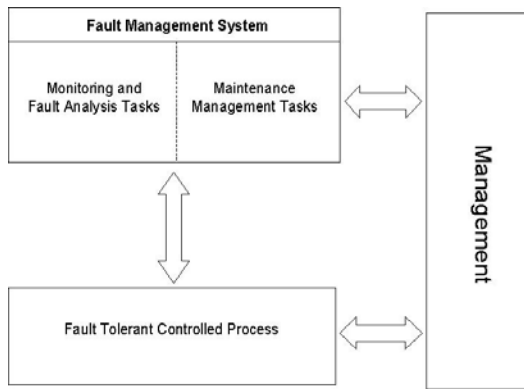 Fault Management System
Monitoring and
Fault Analysis Tasks
Maintenance
Management Tasks
Management
Fault Tolerant Controlled Process